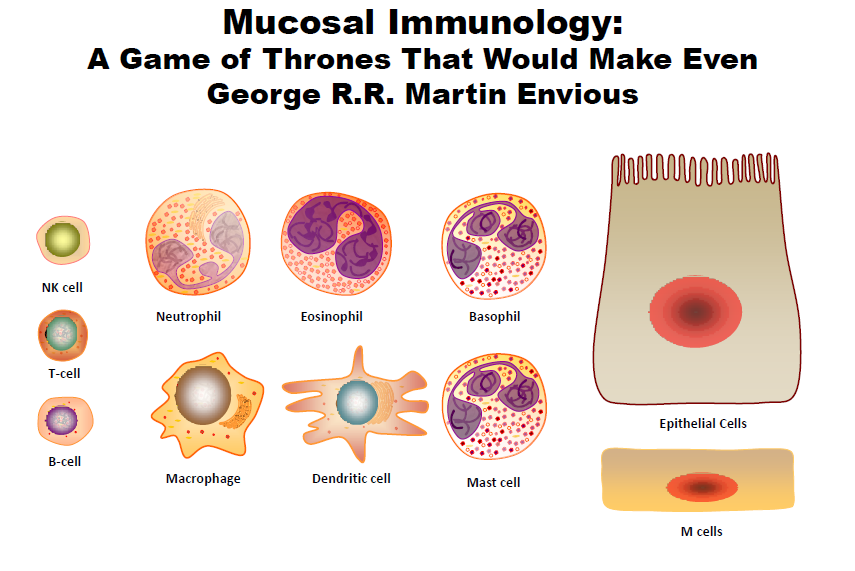 Mucosal Immunology:
A Game of Thrones That Would Make Even
George R.R. Martin Envious
NK cell
Neutrophil
Eosinophil
Basophil
T-cell
Epithelial Cells
B-cell
Macrophage
Dendritic cell
Mast cell
M cells